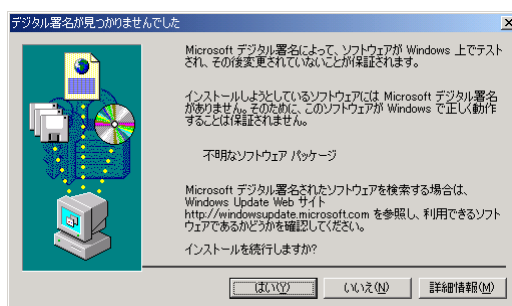 デジタル署名が見つかりませんでした
Microsoft デジタル署名によって、ソフトウェアが Windows 上でテスト
され、その後変更されていないことが保証されます。
インストールしようとしているソフトウェアには Microsoft デジタル署名
がありません。そのために、このソフトウェアが Windows で正しく動作
することは保証されません。
不明なソフトウェア パッケージ
Microsoft デジタル署名されたソフトウェアを検索する場合は、
Windows Update Web サイト
http://windowsupdate.microsoft.com を参照し、利用できるソフト
ウェアであるかどうかを確認してください。
インストールを続行しますか?
はい(Y) いいえ(N) 詳細情報(M)